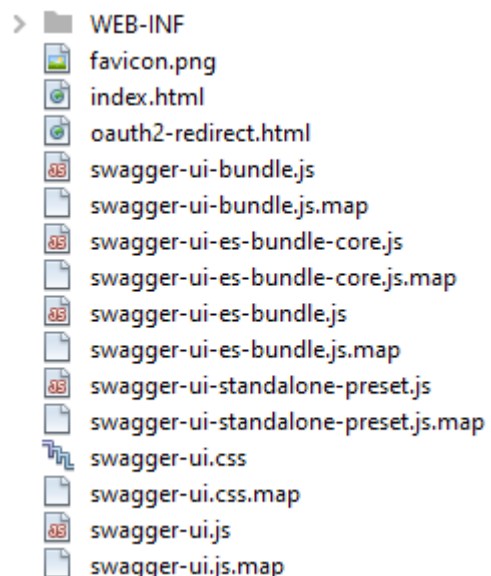 WEB-INF
favicon.png
index.html
oauth2-redirect.html
swagger-ui-bundle.js
swagger-ui-bundle.js.map
swagger-ui-es-bundle-core.js
swagger-ui-es-bundle-core.js.map
swagger-ui-es-bundle.js
swagger-ui-es-bundle.js.map
swagger-ui-standalone-preset.js
swagger-ui-standalone-preset.js.map
swagger-ui.css
swagger-ui.css.map
swagger-ui.js
swagger-ui.js.map